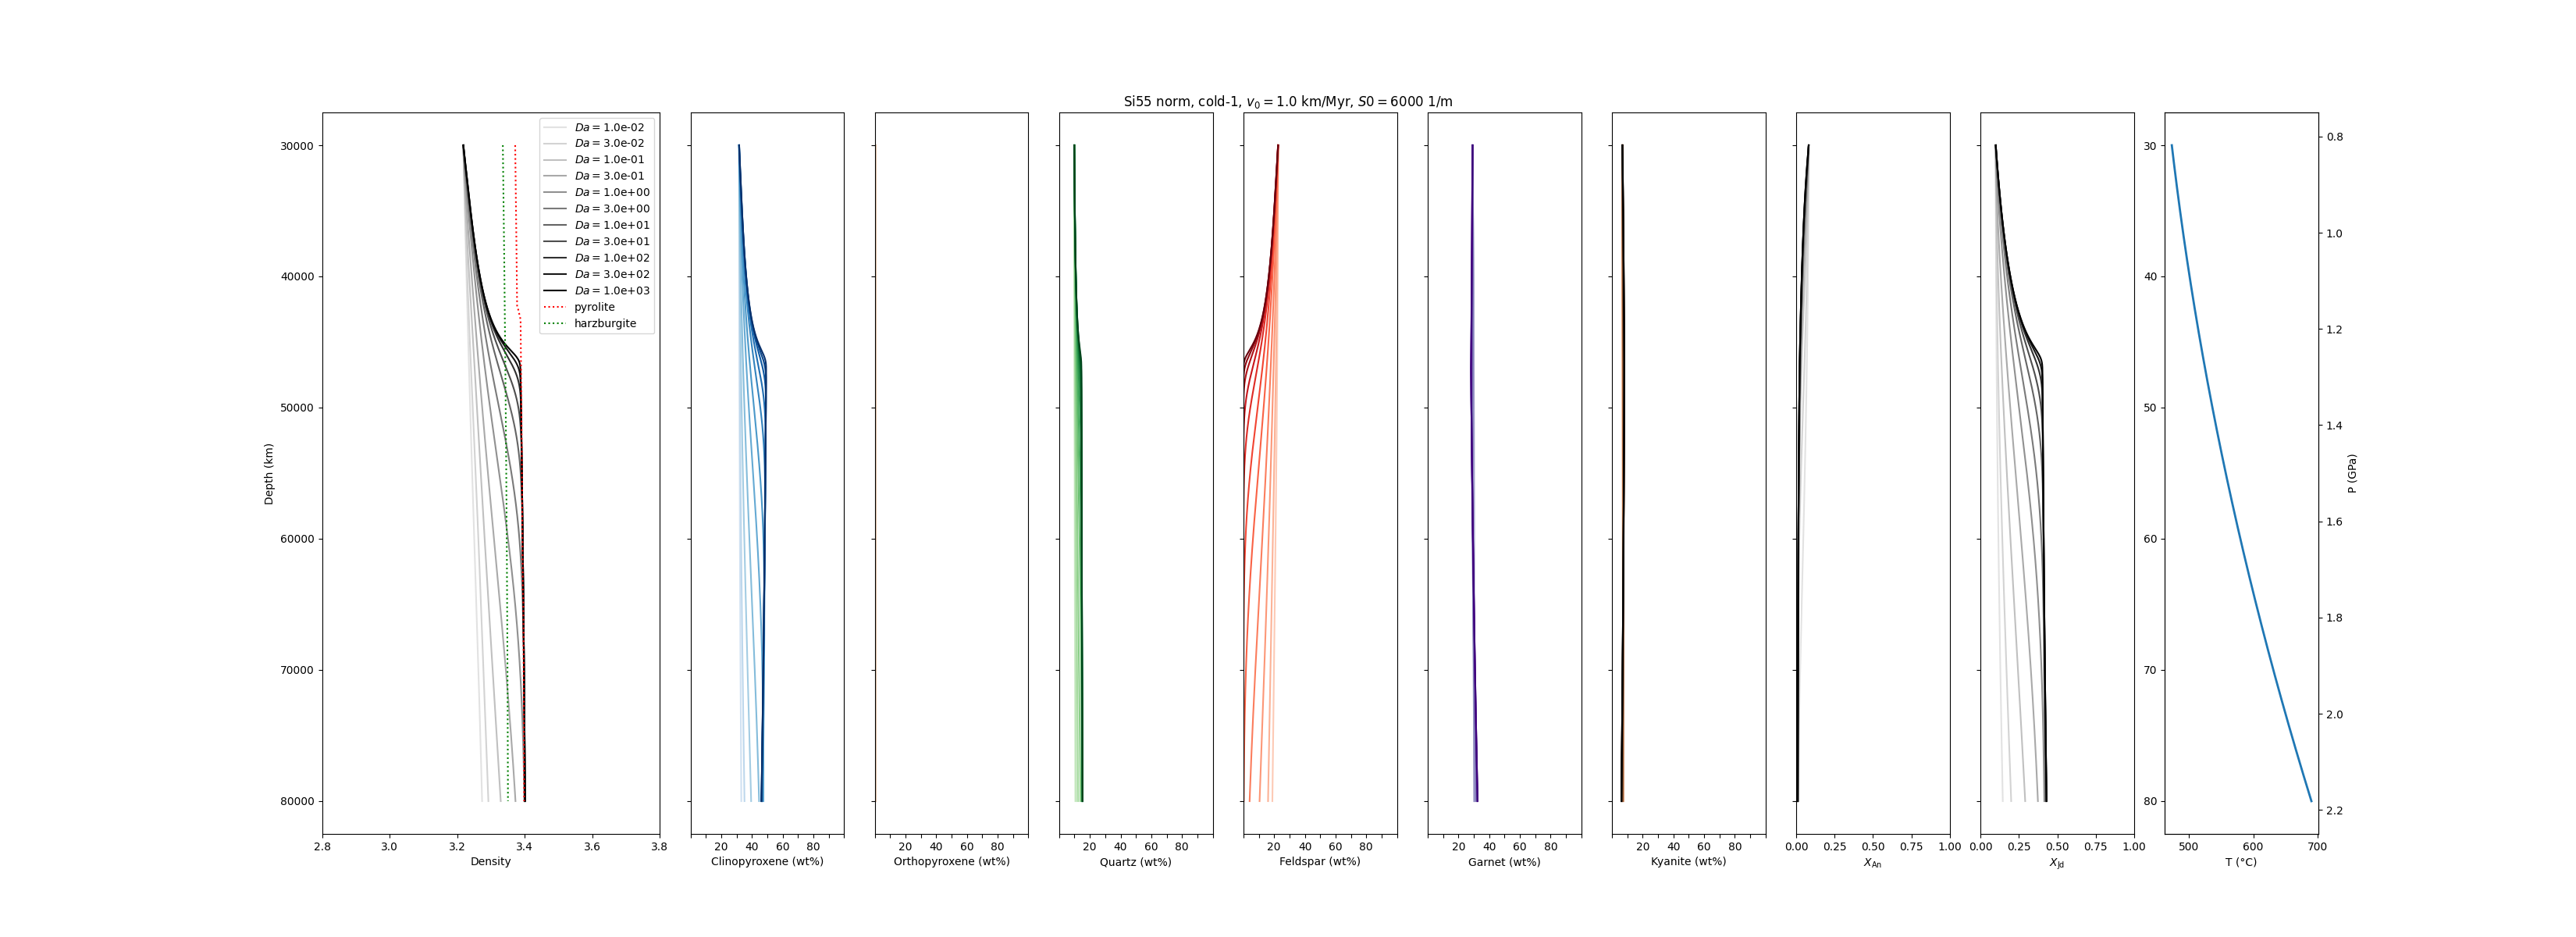 Si55 norm, cold-1, v₀ = 1.0 km/Myr, S0 = 6000 1/m
Da = 1.0e-02
Da = 3.0e-02
Da = 1.0e-01
Da = 3.0e-01
Da = 1.0e+00
Da = 3.0e+00
Da = 1.0e+01
Da = 3.0e+01
Da = 1.0e+02
Da = 3.0e+02
Da = 1.0e+03
pyrolite
harzburgite
Depth (km)
30000
40000
50000
60000
70000
80000
2.8 3.0 3.2 3.4 3.6 3.8
Density
20 40 60 80
Clinopyroxene (wt%)
20 40 60 80
Orthopyroxene (wt%)
20 40 60 80
Quartz (wt%)
20 40 60 80
Feldspar (wt%)
20 40 60 80
Garnet (wt%)
20 40 60 80
Kyanite (wt%)
0.00 0.25 0.50 0.75 1.00
X_An
0.00 0.25 0.50 0.75 1.00
X_Jd
30
40
50
60
70
80
500 600 700
T (°C)
0.8
1.0
1.2
1.4
1.6
1.8
2.0
2.2
P (GPa)